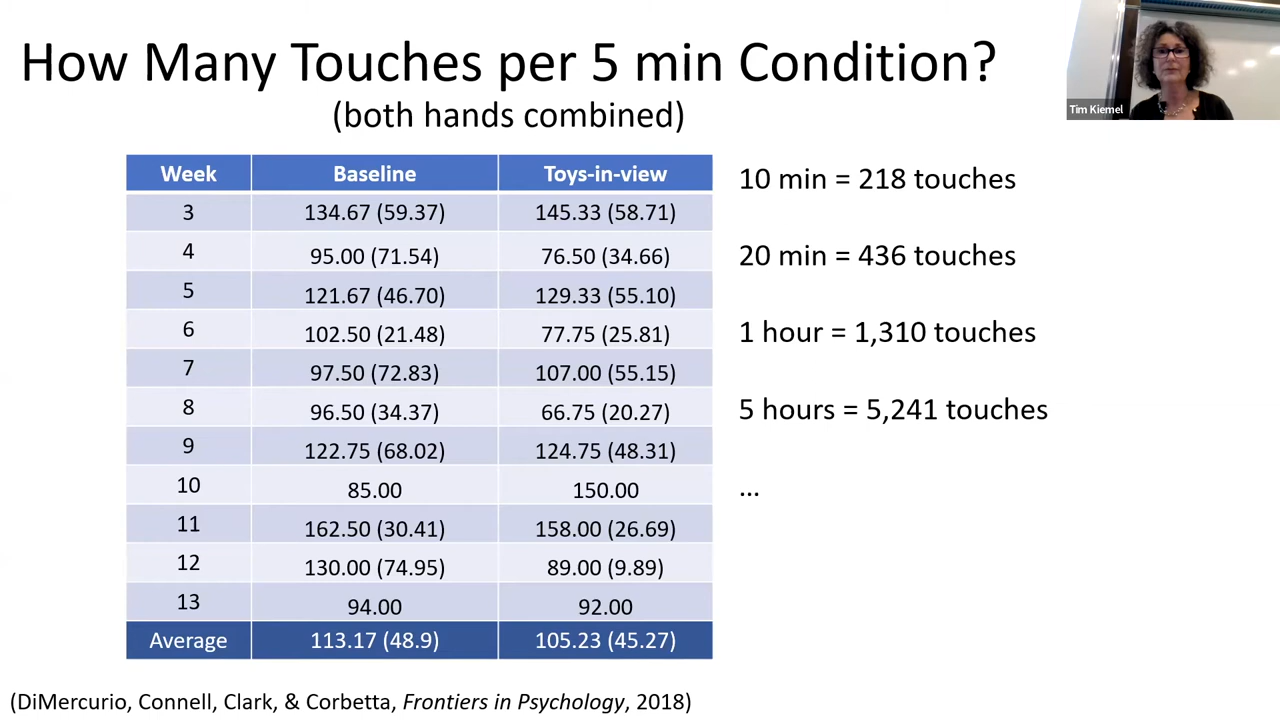 How Many Touches per 5 min Condition?
(both hands combined)
Tim Kiemel
Week Baseline Toys-in-view
3 134.67 (59.37) 145.33 (58.71)
4 95.00 (71.54) 76.50 (34.66)
5 121.67 (46.70) 129.33 (55.10)
6 102.50 (21.48) 77.75 (25.81)
7 97.50 (72.83) 107.00 (55.15)
8 96.50 (34.37) 66.75 (20.27)
9 122.75 (68.02) 124.75 (48.31)
10 85.00 150.00
11 162.50 (30.41) 158.00 (26.69)
12 130.00 (74.95) 89.00 (9.89)
13 94.00 92.00
Average 113.17 (48.9) 105.23 (45.27)
10 min = 218 touches
20 min = 436 touches
1 hour = 1,310 touches
5 hours = 5,241 touches
...
(DiMercurio, Connell, Clark, & Corbetta, Frontiers in Psychology, 2018)